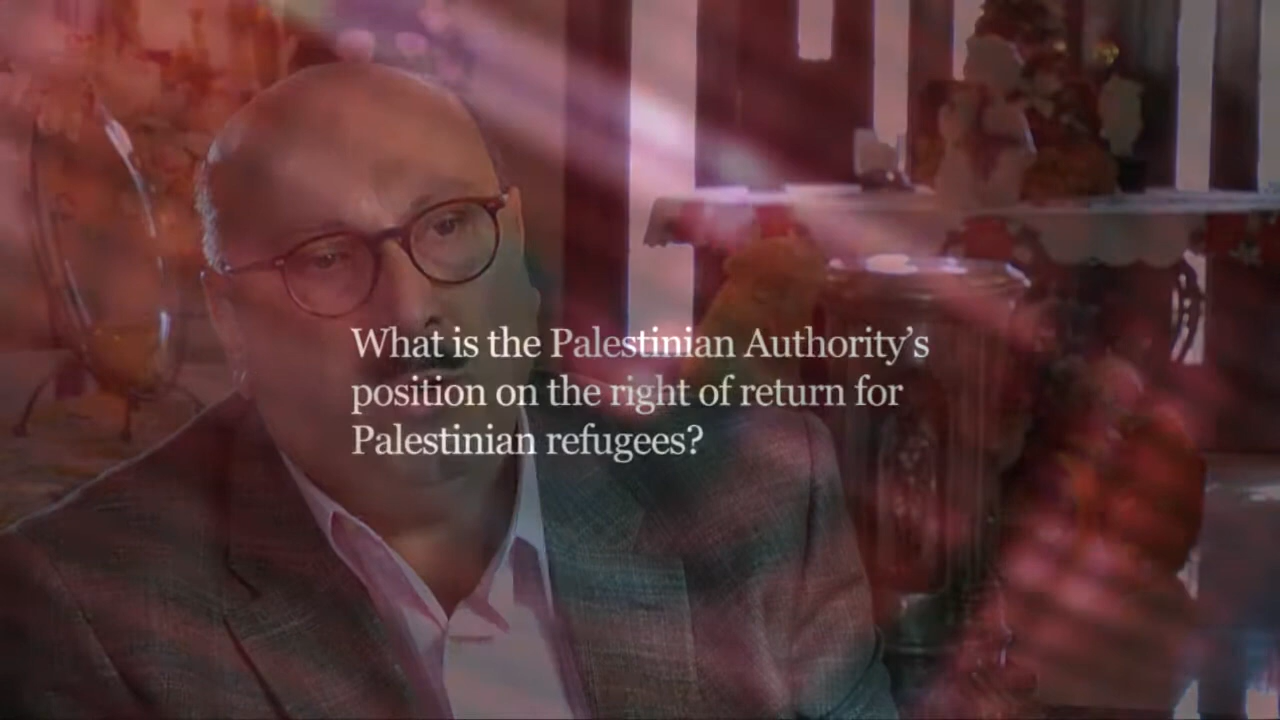 What is the Palestinian Authority’s
position on the right of return for
Palestinian refugees?